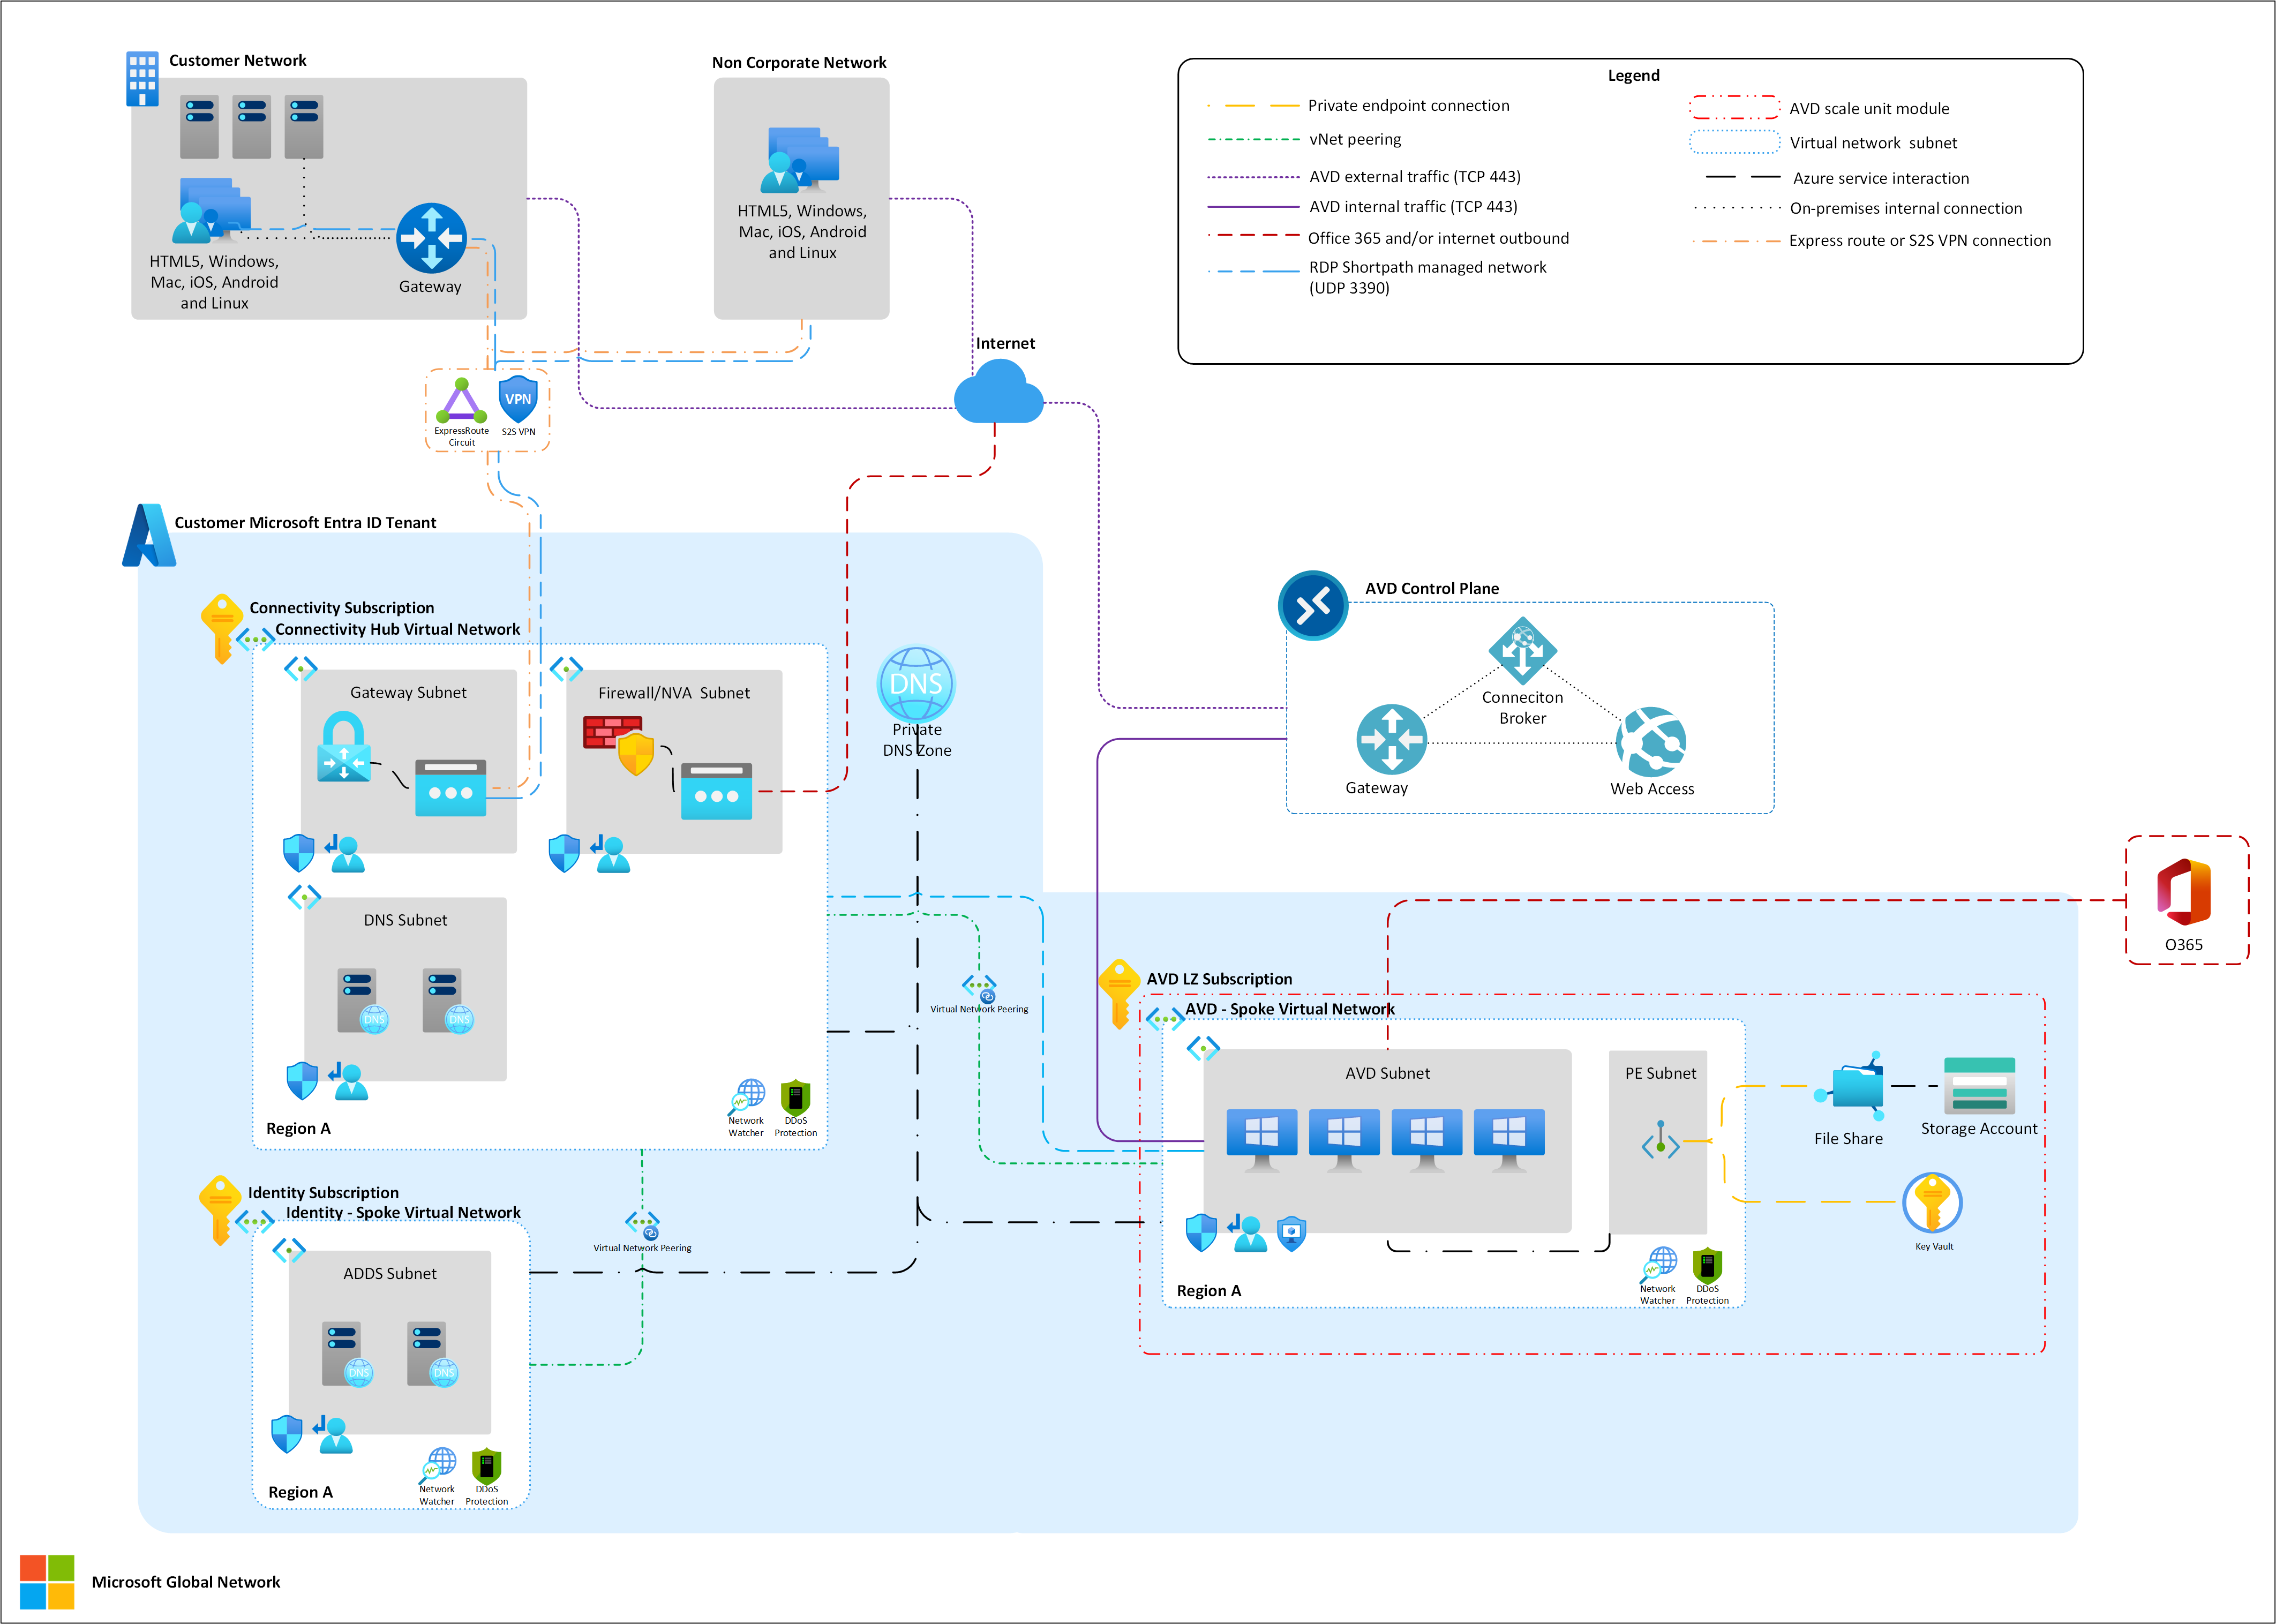 Customer Network
HTML5, Windows,
Mac, iOS, Android
and Linux
Gateway
Non Corporate Network
HTML5, Windows,
Mac, iOS, Android
and Linux
Legend
Private endpoint connection
vNet peering
AVD external traffic (TCP 443)
AVD internal traffic (TCP 443)
Office 365 and/or internet outbound
RDP Shortpath managed network
(UDP 3390)
AVD scale unit module
Virtual network subnet
Azure service interaction
On-premises internal connection
Express route or S2S VPN connection
Internet
VPN
ExpressRoute
Circuit
S2S VPN
Customer Microsoft Entra ID Tenant
Connectivity Subscription
Connectivity Hub Virtual Network
Gateway Subnet
Firewall/NVA Subnet
DNS
Private
DNS Zone
DNS Subnet
DNS
DNS
Region A
Network
Watcher
DDoS
Protection
Virtual Network Peering
Identity Subscription
Identity - Spoke Virtual Network
ADDS Subnet
DNS
DNS
Region A
Network
Watcher
DDoS
Protection
Virtual Network Peering
AVD Control Plane
Conneciton
Broker
Gateway
Web Access
O365
AVD LZ Subscription
AVD - Spoke Virtual Network
AVD Subnet
PE Subnet
Region A
Network
Watcher
DDoS
Protection
File Share
Storage Account
Key Vault
Microsoft Global Network